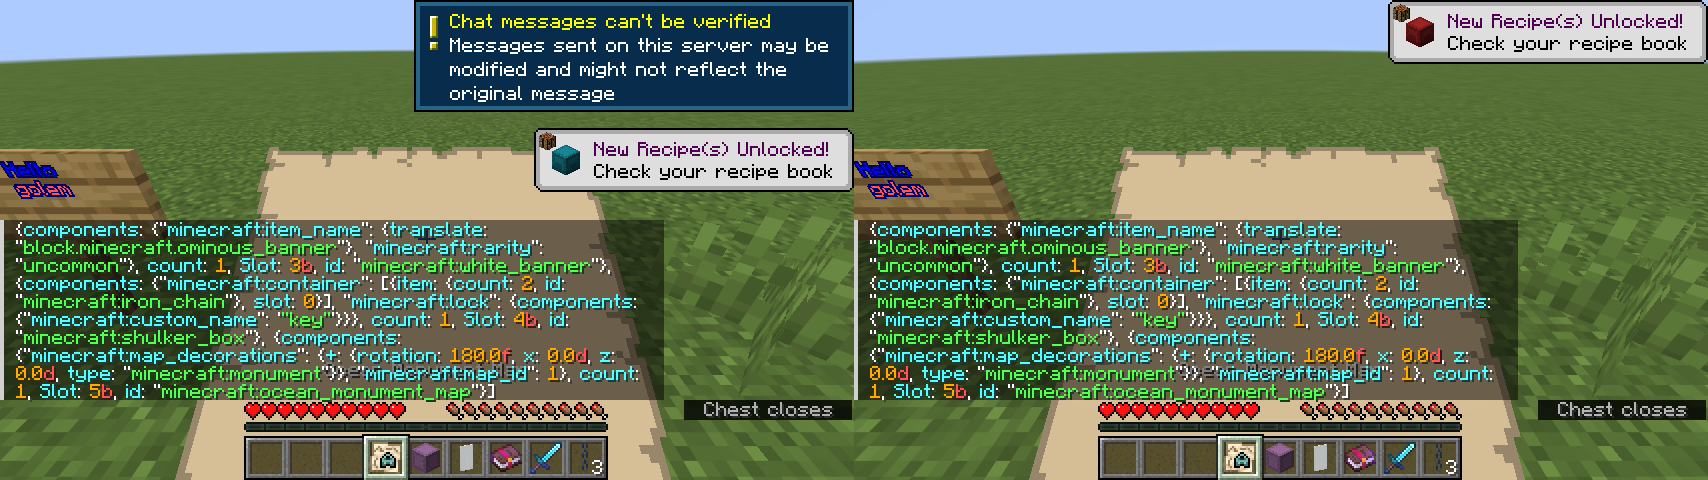 Chat messages can't be verified
Messages sent on this server may be
modified and might not reflect the
original message
New Recipe(s) Unlocked!
Check your recipe book
Hello
golem
{components: {"minecraft:item_name": {translate:
"block.minecraft.ominous_banner"}, "minecraft:rarity":
"uncommon"}, count: 1, Slot: 3b, id: "minecraft:white_banner"},
{components: {"minecraft:container": [{item: {count: 2, id:
"minecraft:iron_chain"}, slot: 0}], "minecraft:lock": {components:
{"minecraft:custom_name": "key"}}}, count: 1, Slot: 4b, id:
"minecraft:shulker_box"}, {components:
{"minecraft:map_decorations": {+: {rotation: 180.0f, x: 0.0d, z:
0.0d, type: "minecraft:monument"}}, "minecraft:map_id": 1}, count:
1, Slot: 5b, id: "minecraft:ocean_monument_map"}]
Chest closes
3
New Recipe(s) Unlocked!
Check your recipe book
Hello
golem
{components: {"minecraft:item_name": {translate:
"block.minecraft.ominous_banner"}, "minecraft:rarity":
"uncommon"}, count: 1, Slot: 3b, id: "minecraft:white_banner"},
{components: {"minecraft:container": [{item: {count: 2, id:
"minecraft:iron_chain"}, slot: 0}], "minecraft:lock": {components:
{"minecraft:custom_name": "key"}}}, count: 1, Slot: 4b, id:
"minecraft:shulker_box"}, {components:
{"minecraft:map_decorations": {+: {rotation: 180.0f, x: 0.0d, z:
0.0d, type: "minecraft:monument"}}, "minecraft:map_id": 1}, count:
1, Slot: 5b, id: "minecraft:ocean_monument_map"}]
Chest closes
3